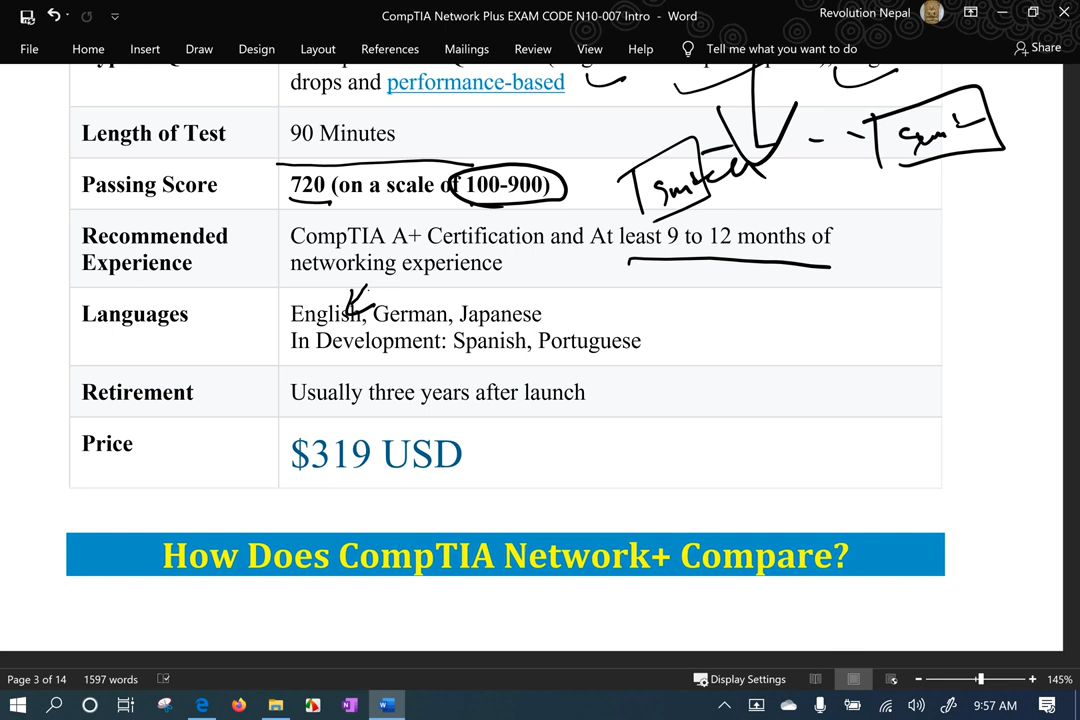 CompTIA Network Plus EXAM CODE N10-007 Intro - Word
Revolution Nepal
File Home Insert Draw Design Layout References Mailings Review View Help Tell me what you want to do Share
drops and performance-based
Length of Test 90 Minutes
Passing Score 720 (on a scale of 100-900)
Recommended Experience CompTIA A+ Certification and At least 9 to 12 months of
networking experience
Languages English, German, Japanese
In Development: Spanish, Portuguese
Retirement Usually three years after launch
Price $319 USD
How Does CompTIA Network+ Compare?
Page 3 of 14 1597 words Display Settings 145%
9:57 AM